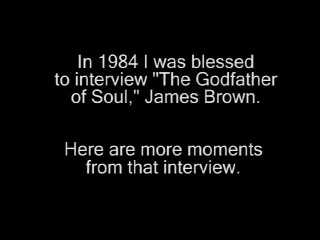 In 1984 I was blessed
to interview "The Godfather
of Soul," James Brown.
Here are more moments
from that interview.